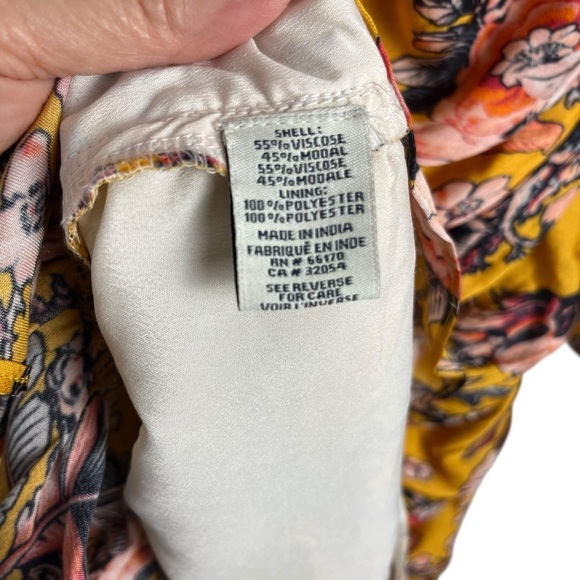 SHELL:
55%VISCOSE
45%MODAL
55%VISCOSE
45%MODALE
LINING:
100%POLYESTER
100%POLYESTER
MADE IN INDIA
FABRIQUÉ EN INDE
RN # 66170
CA # 32054
SEE REVERSE
FOR CARE
VOIR L'INVERSE